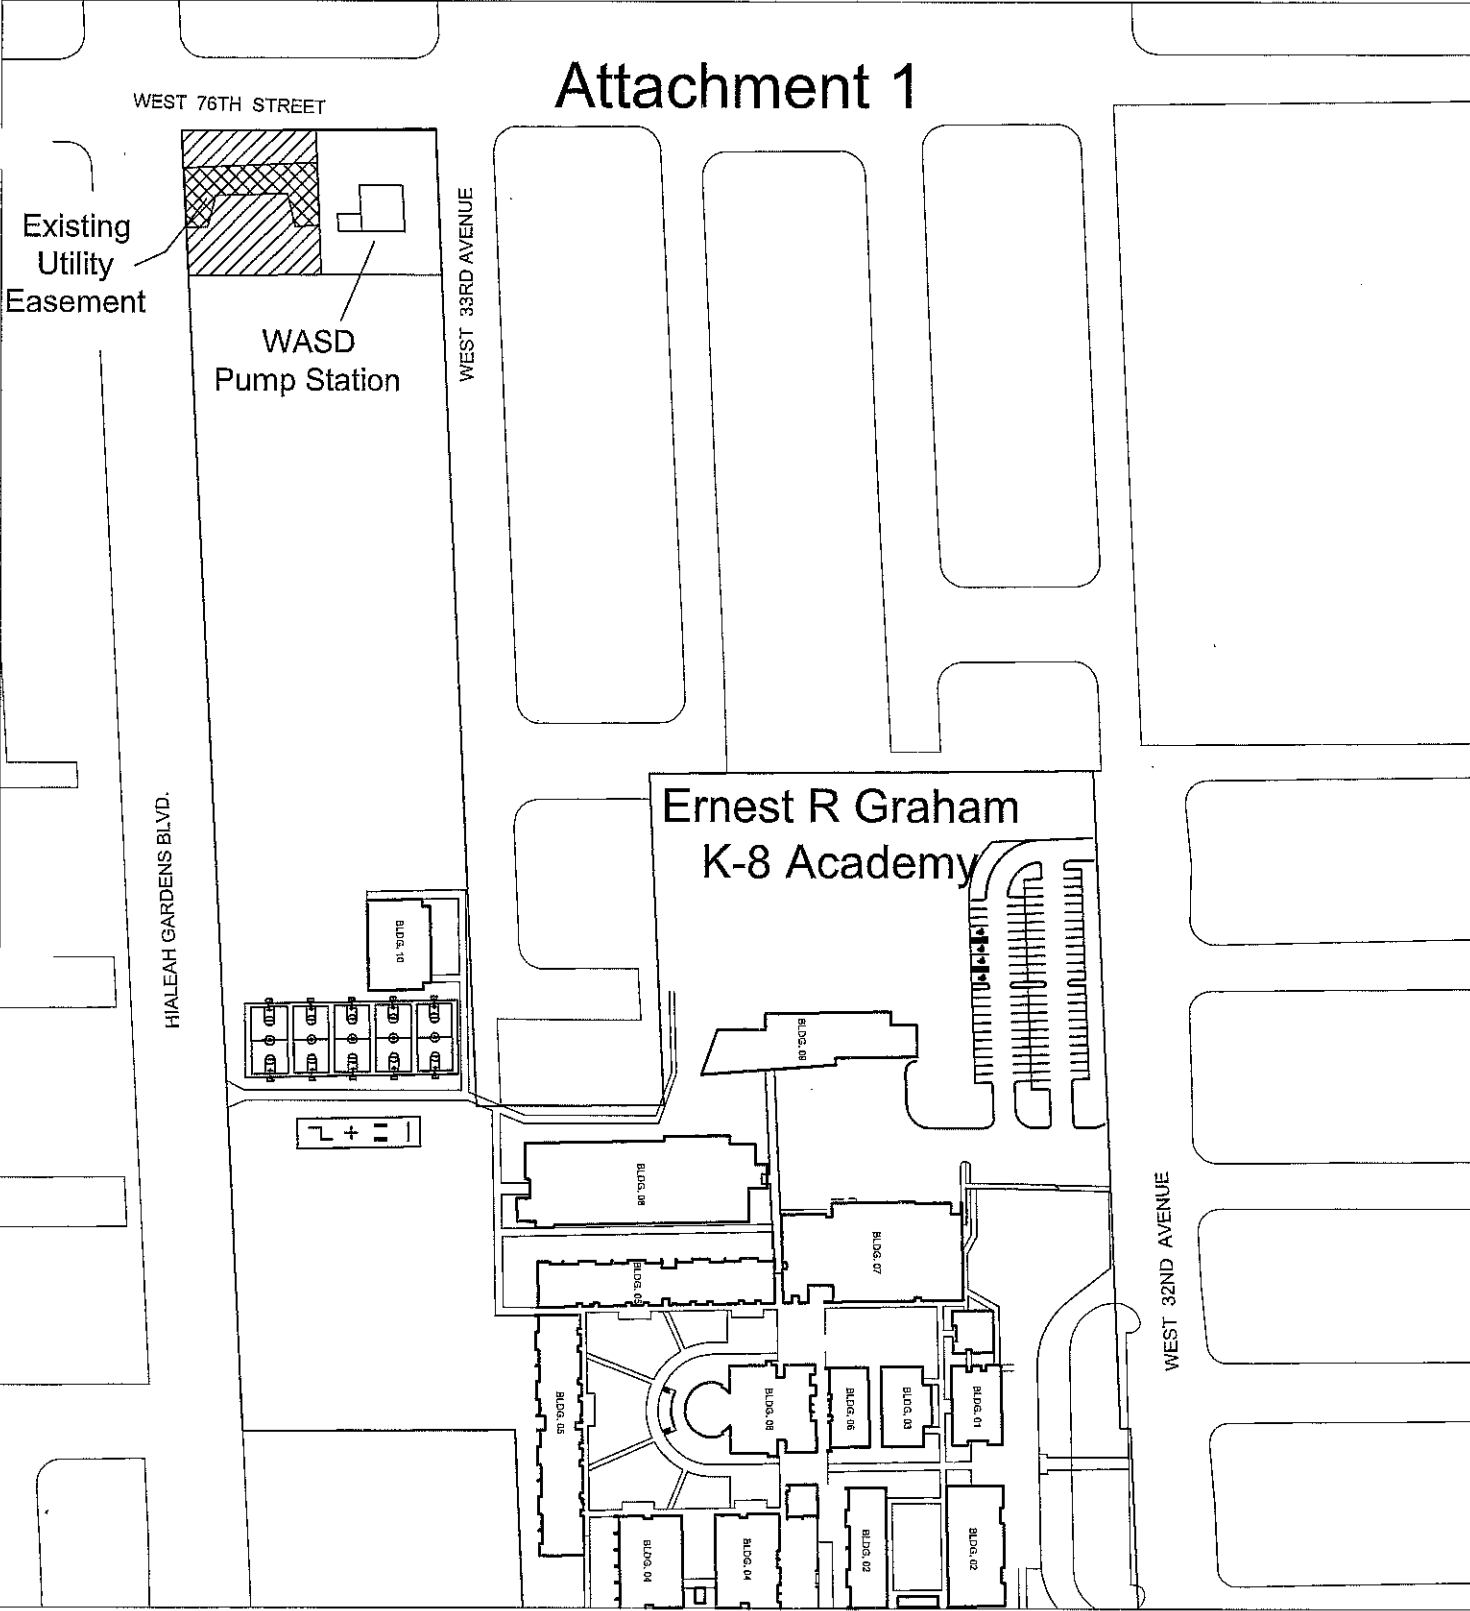 Attachment 1
WEST 76TH STREET
Existing
Utility
Easement
WASD
Pump Station
WEST 33RD AVENUE
HIALEAH GARDENS BLVD.
Ernest R Graham
K-8 Academy
BLDG. 10
BLDG. 09
BLDG. 08
BLDG. 07
BLDG. 05
WEST 32ND AVENUE
BLDG. 05
BLDG. 08
BLDG. 06
BLDG. 03
BLDG. 01
BLDG. 04
BLDG. 04
BLDG. 02
BLDG. 02